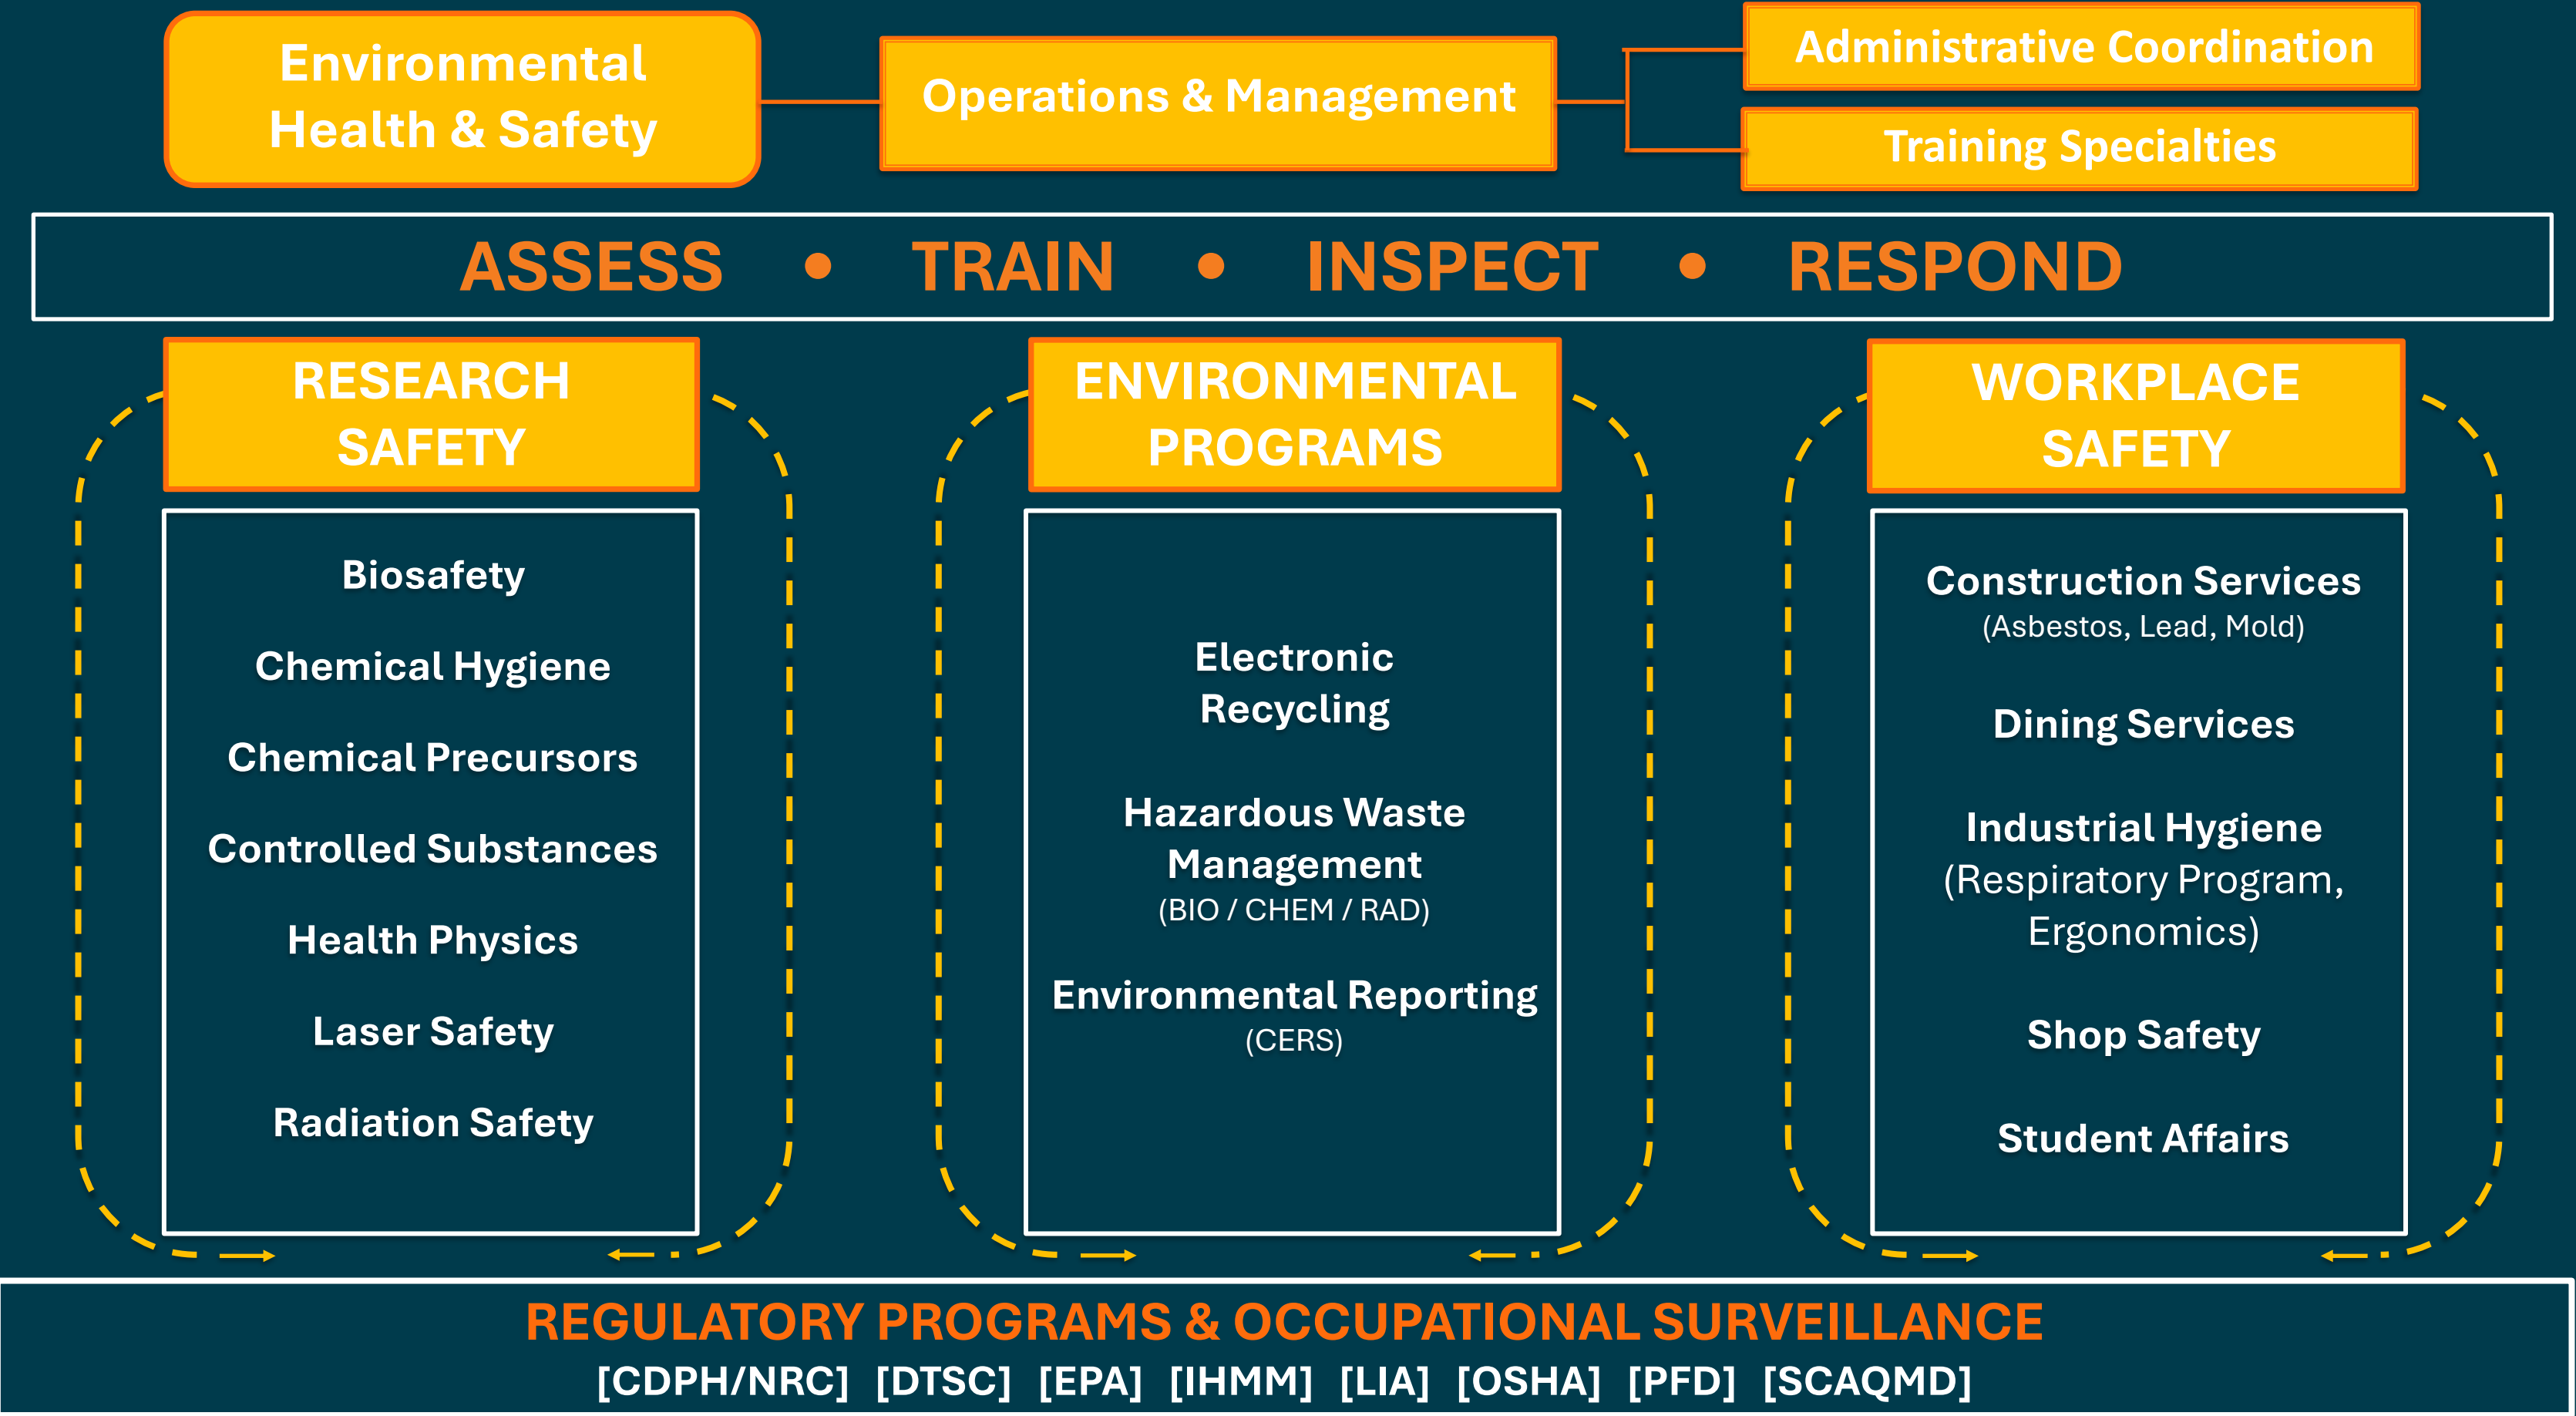 Environmental
Health & Safety
Operations & Management
Administrative Coordination
Training Specialties
ASSESS • TRAIN • INSPECT • RESPOND
RESEARCH
SAFETY
Biosafety
Chemical Hygiene
Chemical Precursors
Controlled Substances
Health Physics
Laser Safety
Radiation Safety
ENVIRONMENTAL
PROGRAMS
Electronic
Recycling
Hazardous Waste
Management
(BIO / CHEM / RAD)
Environmental Reporting
(CERS)
WORKPLACE
SAFETY
Construction Services
(Asbestos, Lead, Mold)
Dining Services
Industrial Hygiene
(Respiratory Program,
Ergonomics)
Shop Safety
Student Affairs
REGULATORY PROGRAMS & OCCUPATIONAL SURVEILLANCE
[CDPH/NRC] [DTSC] [EPA] [IHMM] [LIA] [OSHA] [PFD] [SCAQMD]